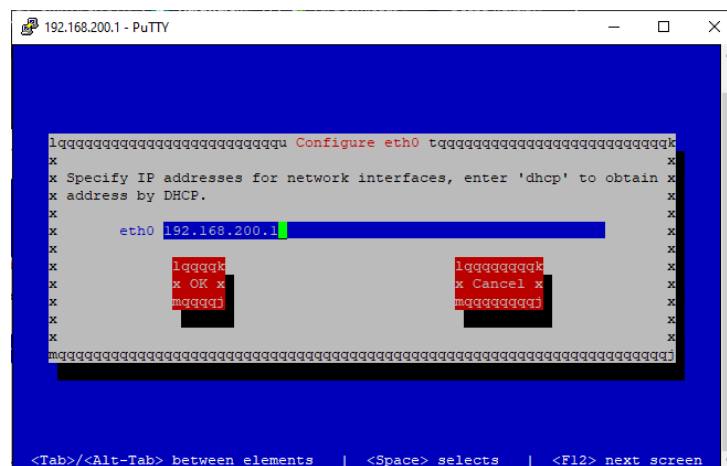 192.168.200.1 - PuTTY
lqqqqqqqqqqqqqqqqqqqqqqqqqu Configure eth0 tqqqqqqqqqqqqqqqqqqqqqqqqqqk
x x
x Specify IP addresses for network interfaces, enter 'dhcp' to obtain x
x address by DHCP. x
x x
x eth0 192.168.200.1 x
x x
x lqqqqk lqqqqqqqqk x
x x OK x x Cancel x x
x mqqqqj mqqqqqqqqj x
x x
x x
mqqqqqqqqqqqqqqqqqqqqqqqqqqqqqqqqqqqqqqqqqqqqqqqqqqqqqqqqqqqqqqqqqqqqqj
<Tab>/<Alt-Tab> between elements | <Space> selects | <F12> next screen